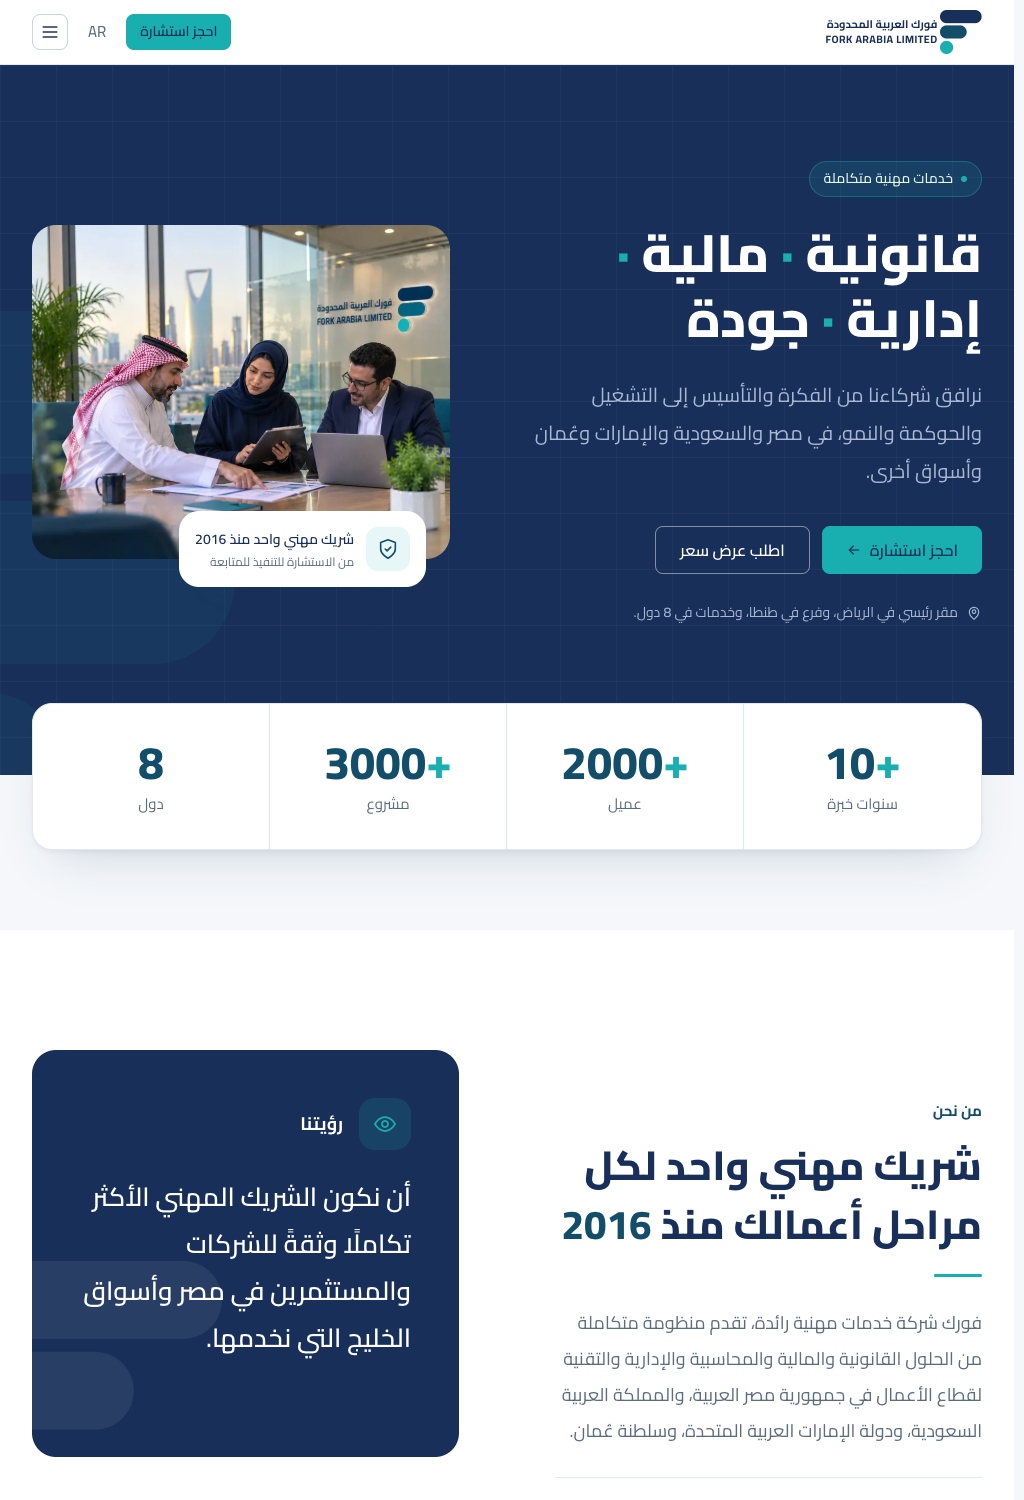 فورك العربية المحدودة
FORK ARABIA LIMITED
احجز استشارة
AR
خدمات مهنية متكاملة
قانونية · مالية ·
إدارية · جودة
نرافق شركاءنا من الفكرة والتأسيس إلى التشغيل
والحوكمة والنمو، في مصر والسعودية والإمارات وعُمان
وأسواق أخرى.
احجز استشارة
اطلب عرض سعر
مقر رئيسي في الرياض، وفرع في طنطا، وخدمات في 8 دول.
فورك العربية المحدودة
FORK ARABIA LIMITED
شريك مهني واحد منذ 2016
من الاستشارة للتنفيذ للمتابعة
+10
سنوات خبرة
+2000
عميل
+3000
مشروع
8
دول
من نحن
شريك مهني واحد لكل
مراحل أعمالك منذ 2016
فورك شركة خدمات مهنية رائدة، تقدم منظومة متكاملة
من الحلول القانونية والمالية والمحاسبية والإدارية والتقنية
لقطاع الأعمال في جمهورية مصر العربية، والمملكة العربية
السعودية، ودولة الإمارات العربية المتحدة، وسلطنة عُمان.
رؤيتنا
أن نكون الشريك المهني الأكثر
تكاملًا وثقةً للشركات
والمستثمرين في مصر وأسواق
الخليج التي نخدمها.